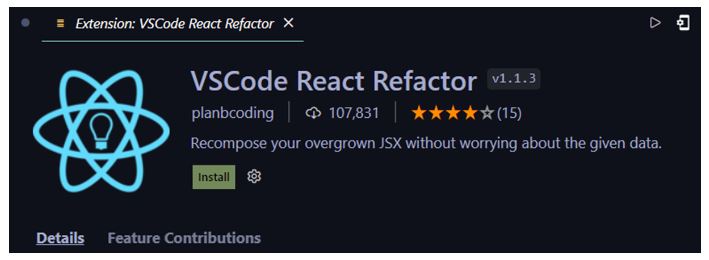 Extension: VSCode React Refactor
VSCode React Refactor v1.1.3
planbcoding 107,831 (15)
Recompose your overgrown JSX without worrying about the given data.
Install
Details Feature Contributions